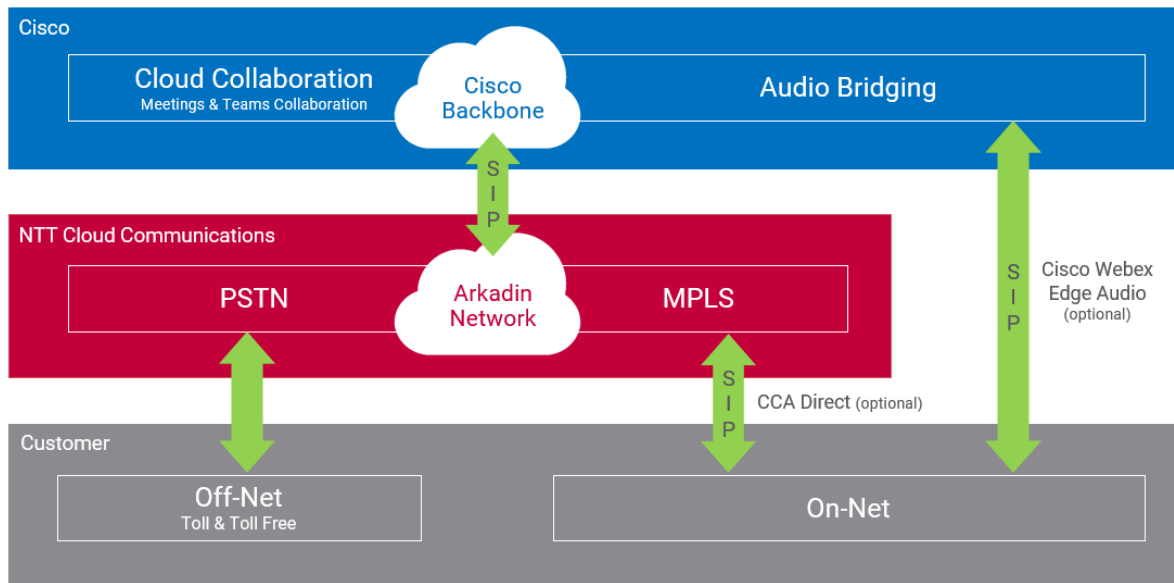 Cisco
Cloud Collaboration
Meetings & Teams Collaboration
Cisco
Backbone
Audio Bridging
S
I
P
NTT Cloud Communications
PSTN
Arkadin
Network
MPLS
S
I
P
Cisco Webex
Edge Audio
(optional)
S
I
P
CCA Direct (optional)
Customer
Off-Net
Toll & Toll Free
On-Net